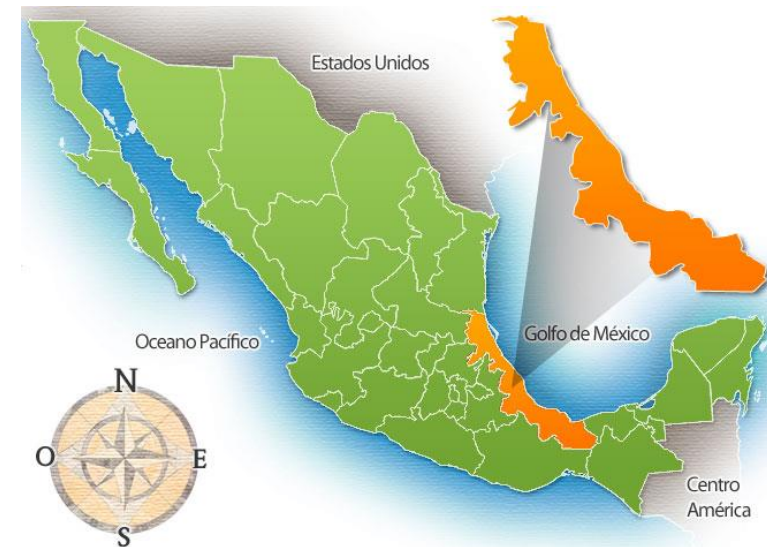 Estados Unidos
Golfo de México
Oceano Pacífico
N
O
E
S
Centro
América